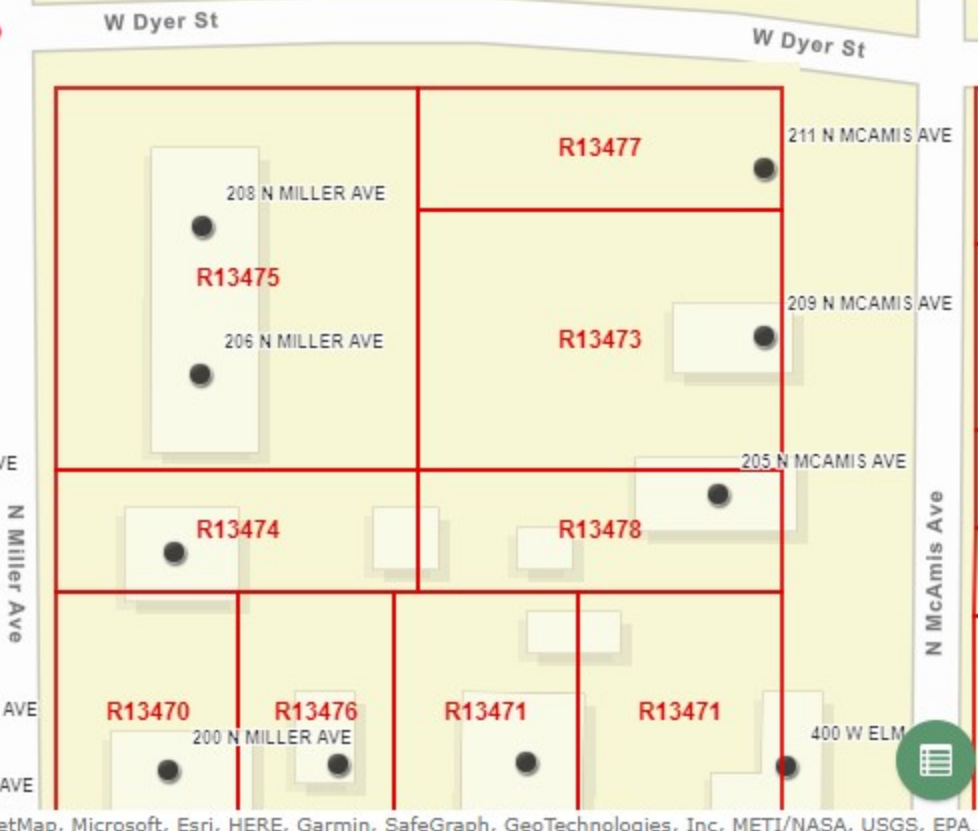 W Dyer St
W Dyer St
211 N MCAMIS AVE
R13477
208 N MILLER AVE
R13475
209 N MCAMIS AVE
206 N MILLER AVE
R13473
VE
205 N MCAMIS AVE
R13474
R13478
N Miller Ave
N McAmis Ave
AVE
R13470
R13476
R13471
R13471
200 N MILLER AVE
400 W ELM
AVE
etMap, Microsoft, Esri, HERE, Garmin, SafeGraph, GeoTechnologies, Inc, METI/NASA, USGS, EPA